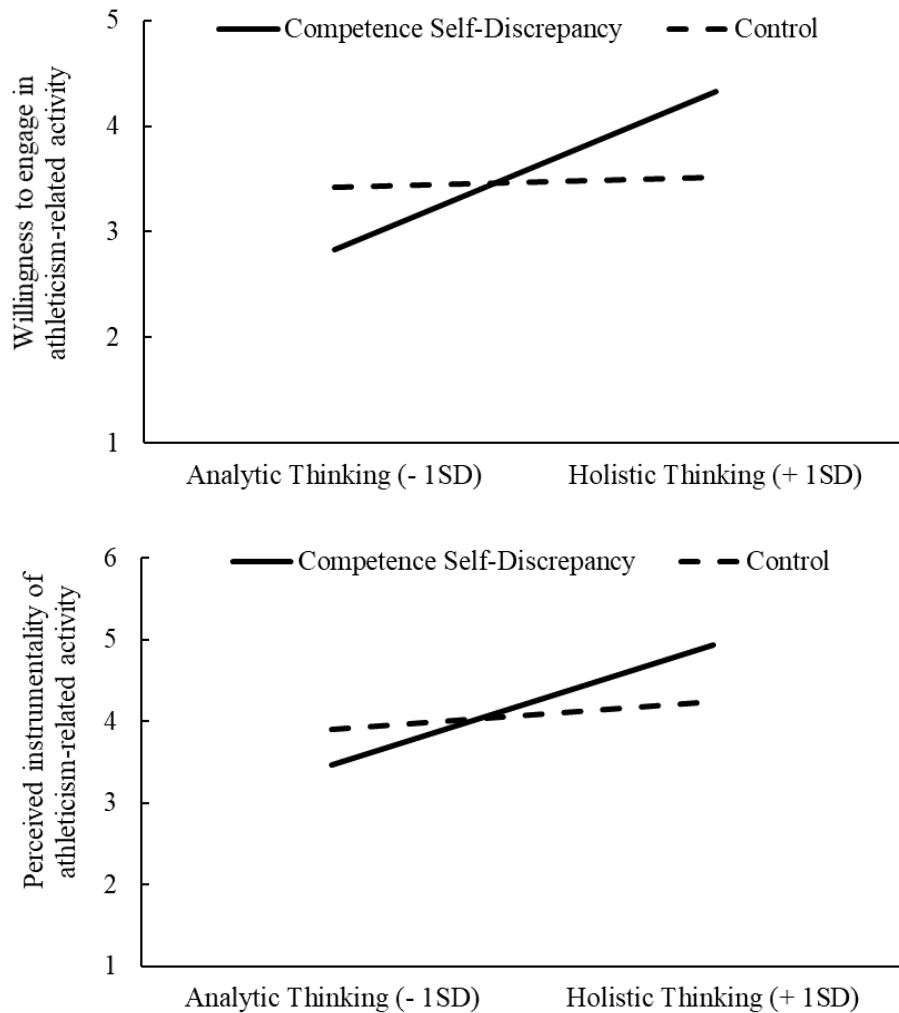 5
Competence Self-Discrepancy
Control
4
3
2
1
Willingness to engage in
athleticism-related activity
Analytic Thinking (- 1SD)
Holistic Thinking (+ 1SD)
6
Competence Self-Discrepancy
Control
5
4
3
2
1
Perceived instrumentality of
athleticism-related activity
Analytic Thinking (- 1SD)
Holistic Thinking (+ 1SD)